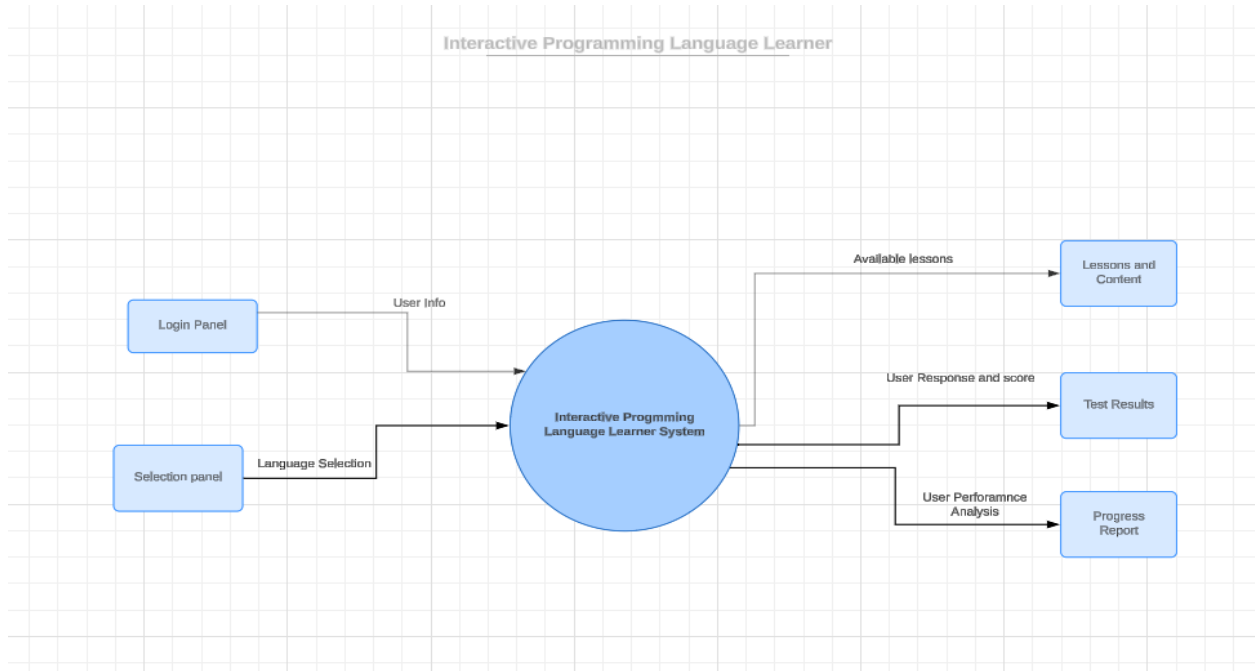 Interactive Programming Language Learner
Available lessons
Lessons and
Content
User Info
Login Panel
User Response and score
Test Results
Interactive Progmming
Language Learner System
Language Selection
Selection panel
User Perforamnce
Analysis
Progress
Report